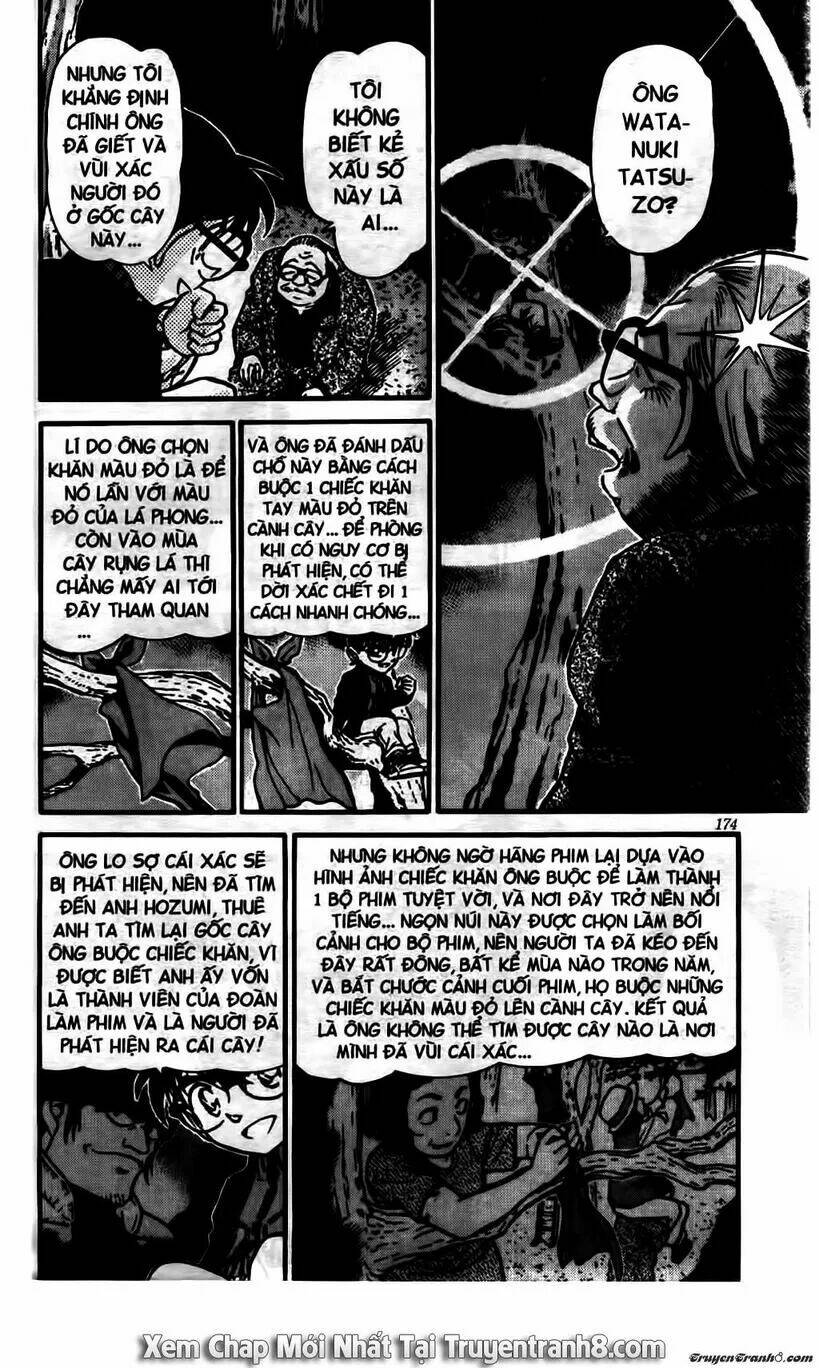 ÔNG
WATA-
NUKI
TATSU-
ZO?
TÔI
KHÔNG
BIẾT KẺ
XẤU SỐ
NÀY LÀ
AI...
NHƯNG TÔI
KHẲNG ĐỊNH
CHÍNH ÔNG
ĐÃ GIẾT VÀ
VÙI XÁC
NGƯỜI ĐÓ
Ở GỐC CÂY
NÀY...
VÀ ÔNG ĐÃ ĐÁNH DẤU
CHỖ NÀY BẰNG CÁCH
BUỘC 1 CHIẾC KHĂN
TAY MÀU ĐỎ TRÊN
CÀNH CÂY... ĐỂ PHÒNG
KHI CÓ NGUY CƠ BỊ
PHÁT HIỆN, CÓ THỂ
DỜI XÁC CHẾT ĐI 1
CÁCH NHANH CHÓNG...
LÍ DO ÔNG CHỌN
KHĂN MÀU ĐỎ LÀ ĐỂ
NÓ LẪN VỚI MÀU
ĐỎ CỦA LÁ PHONG...
CÒN VÀO MÙA
CÂY RỤNG LÁ THÌ
CHẲNG MẤY AI TỚI
ĐÂY THAM QUAN
...
174
NHƯNG KHÔNG NGỜ HÃNG PHIM LẠI DỰA VÀO
HÌNH ẢNH CHIẾC KHĂN ÔNG BUỘC ĐỂ LÀM THÀNH
1 BỘ PHIM TUYỆT VỜI, VÀ NƠI ĐÂY TRỞ NÊN NỔI
TIẾNG... NGỌN NÚI NÀY ĐƯỢC CHỌN LÀM BỐI
CẢNH CHO BỘ PHIM, NÊN NGƯỜI TA ĐÃ KÉO ĐẾN
ĐÂY RẤT ĐÔNG, BẤT KỂ MÙA NÀO TRONG NĂM,
VÀ BẮT CHƯỚC CẢNH CUỐI PHIM, HỌ BUỘC NHỮNG
CHIẾC KHĂN MÀU ĐỎ LÊN CÀNH CÂY. KẾT QUẢ
LÀ ÔNG KHÔNG THỂ TÌM ĐƯỢC CÂY NÀO LÀ NƠI
MÌNH ĐÃ VÙI CÁI XÁC...
ÔNG LO SỢ CÁI XÁC SẼ
BỊ PHÁT HIỆN, NÊN ĐÃ TÌM
ĐẾN ANH HOZUMI, THUÊ
ANH TA TÌM LẠI GỐC CÂY
ÔNG BUỘC CHIẾC KHĂN, VÌ
ĐƯỢC BIẾT ANH ẤY VỐN
LÀ THÀNH VIÊN CỦA ĐOÀN
LÀM PHIM VÀ LÀ NGƯỜI ĐÃ
PHÁT HIỆN RA CÁI CÂY!
Xem Chap Mới Nhất Tại Truyentranh8.com
TruyenTranh8.com